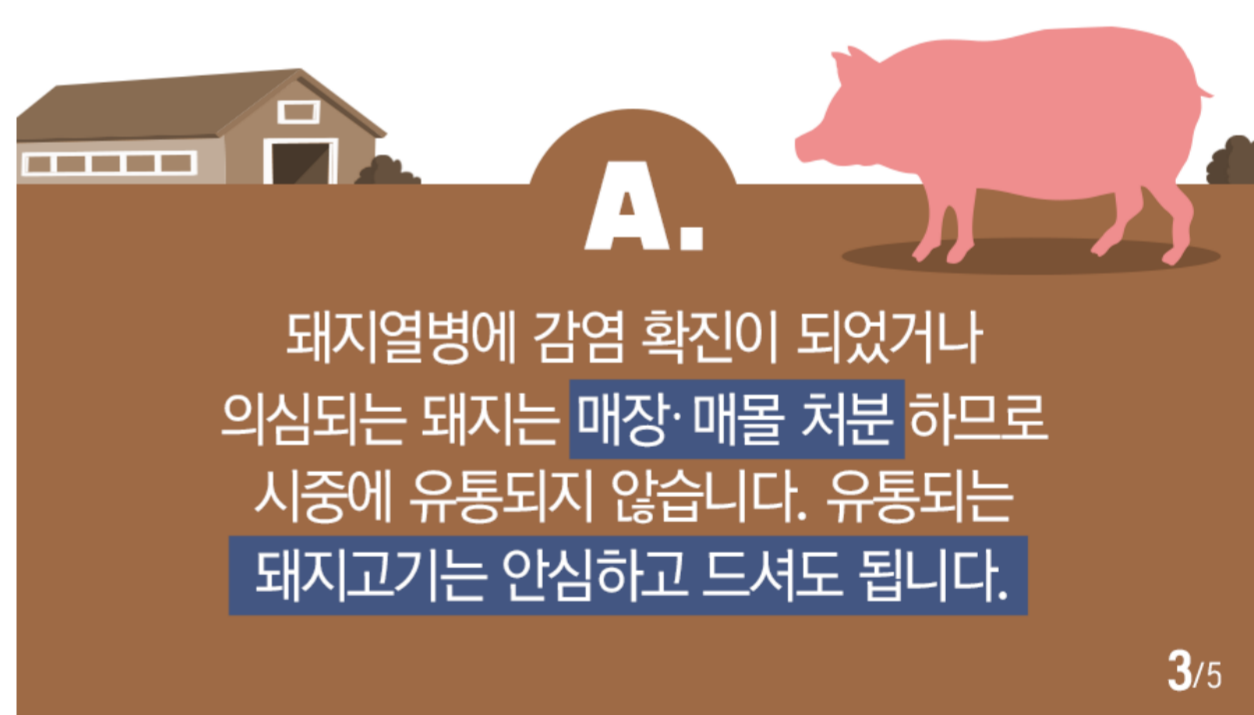 A.
돼지열병에 감염 확진이 되었거나
의심되는 돼지는 매장·매몰 처분 하므로
시중에 유통되지 않습니다. 유통되는
돼지고기는 안심하고 드셔도 됩니다.
3/5